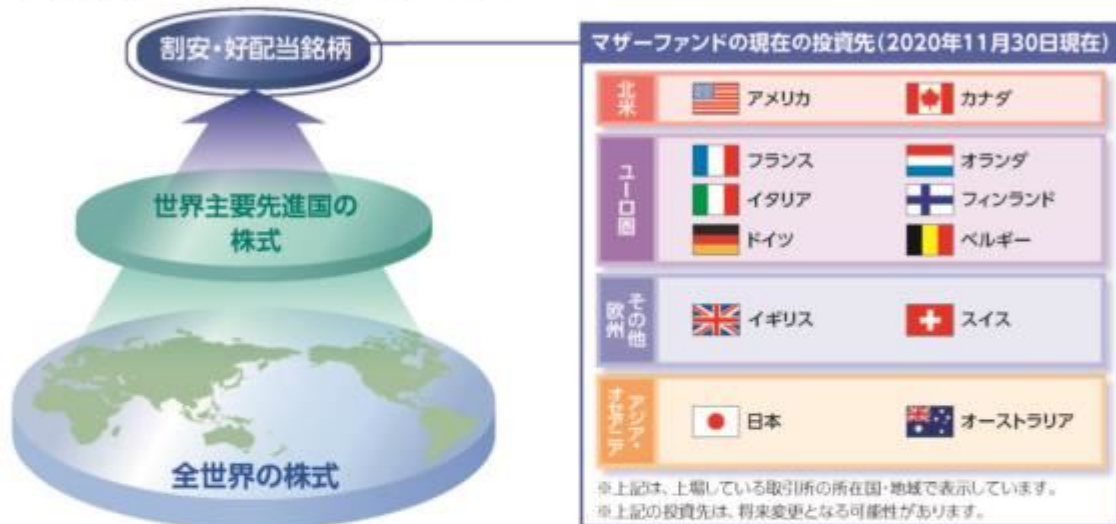 割安・好配当銘柄
世界主要先進国の
株式
全世界の株式
マザーファンドの現在の投資先(2020年11月30日現在)
北米
アメリカ
カナダ
ユーロ圏
フランス
オランダ
イタリア
フィンランド
ドイツ
ベルギー
その他
欧州
イギリス
スイス
アジア・
オセアニア
日本
オーストラリア
※上記は、上場している取引所の所在国・地域で表示しています。
※上記の投資先は、将来変更となる可能性があります。